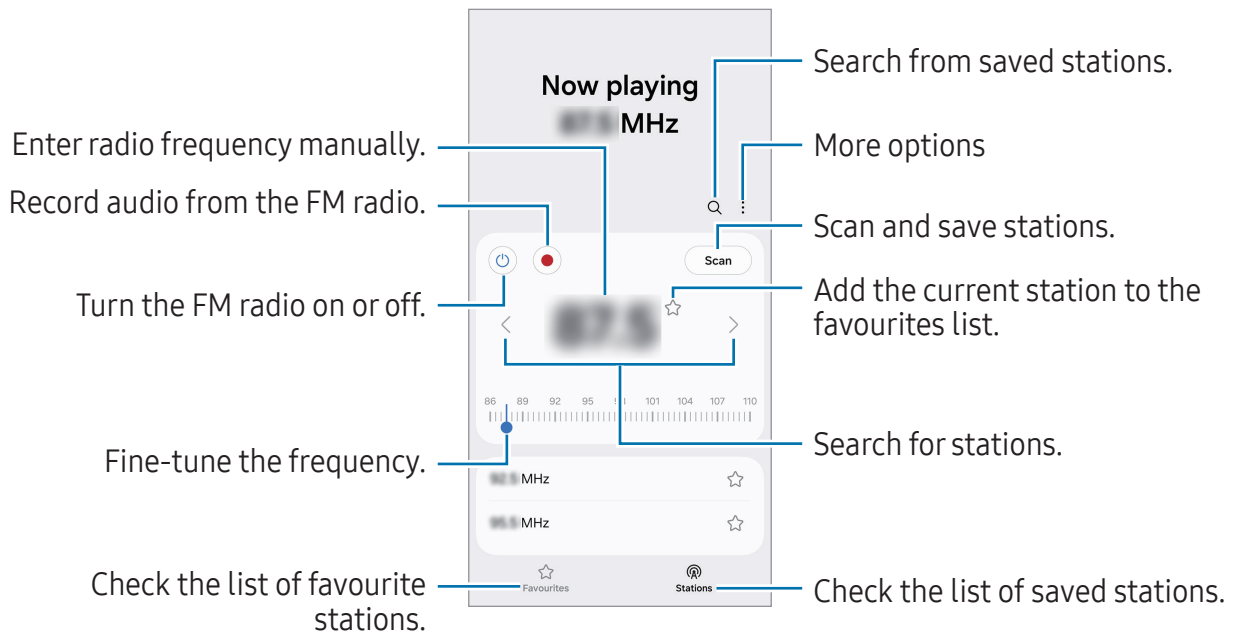 Now playing
MHz
Search from saved stations.
Enter radio frequency manually.
More options
Record audio from the FM radio.
Scan and save stations.
Scan
Turn the FM radio on or off.
Add the current station to the
favourites list.
86 89 92 95 101 104 107 110
Search for stations.
Fine-tune the frequency.
MHz
MHz
Check the list of favourite
stations.
Favourites
Stations
Check the list of saved stations.